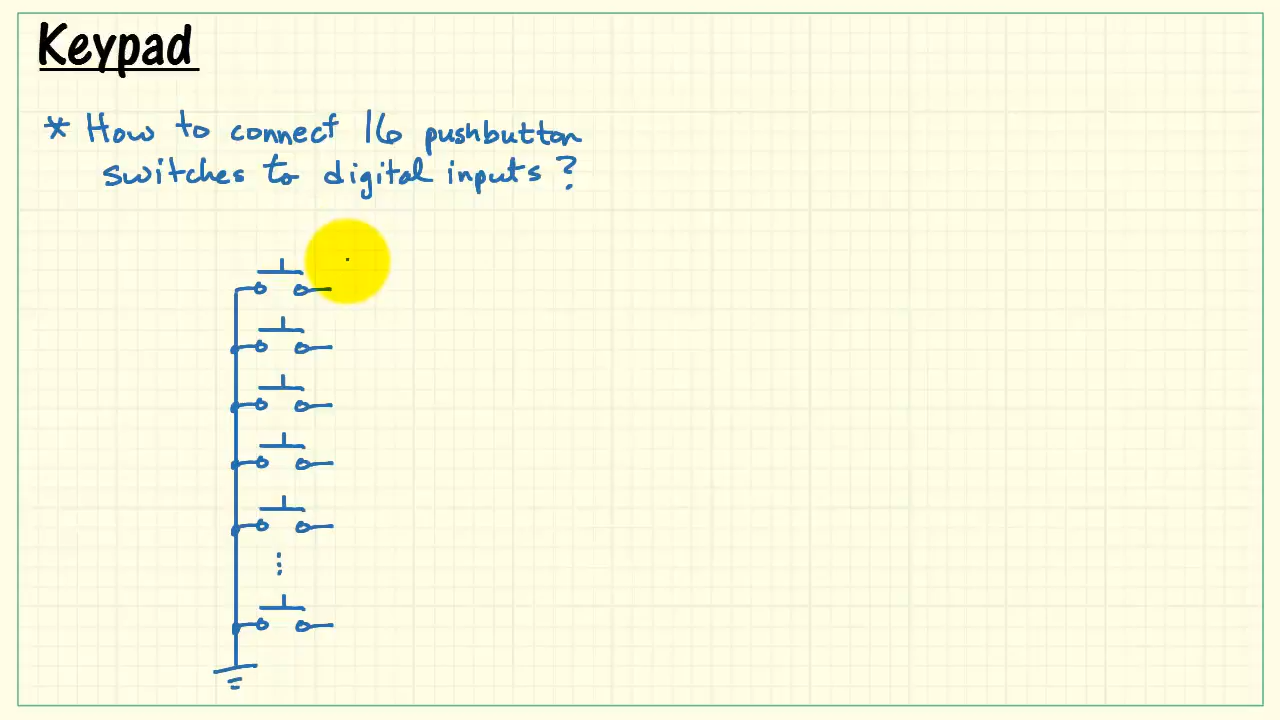 Keypad
* How to connect 16 pushbutton
switches to digital inputs?